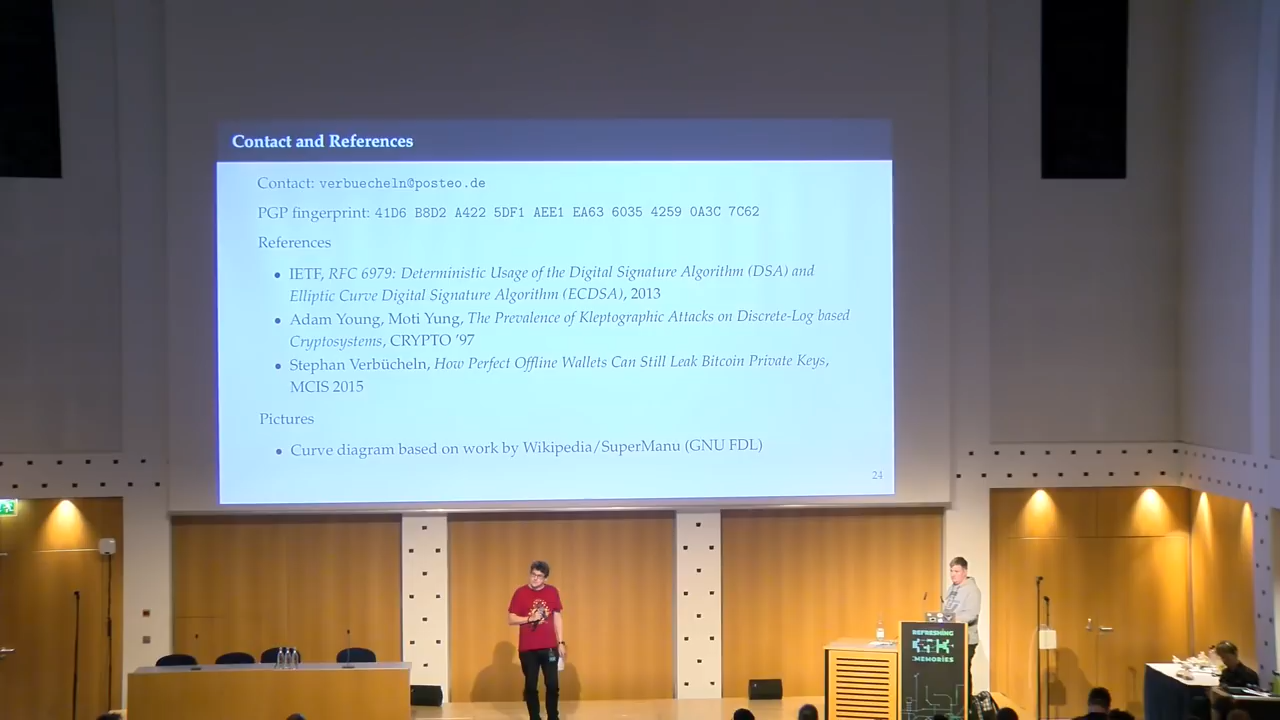 Contact and References
Contact: verbuecheln@posteo.de
PGP fingerprint: 41D6 B8D2 A422 5DF1 AEE1 EA63 6035 4259 0A3C 7C62
References
• IETF, RFC 6979: Deterministic Usage of the Digital Signature Algorithm (DSA) and
Elliptic Curve Digital Signature Algorithm (ECDSA), 2013
• Adam Young, Moti Yung, The Prevalence of Kleptographic Attacks on Discrete-Log based
Cryptosystems, CRYPTO '97
• Stephan Verbücheln, How Perfect Offline Wallets Can Still Leak Bitcoin Private Keys,
MCIS 2015
Pictures
• Curve diagram based on work by Wikipedia/SuperManu (GNU FDL)
24
REFRESHING
MEMORIES